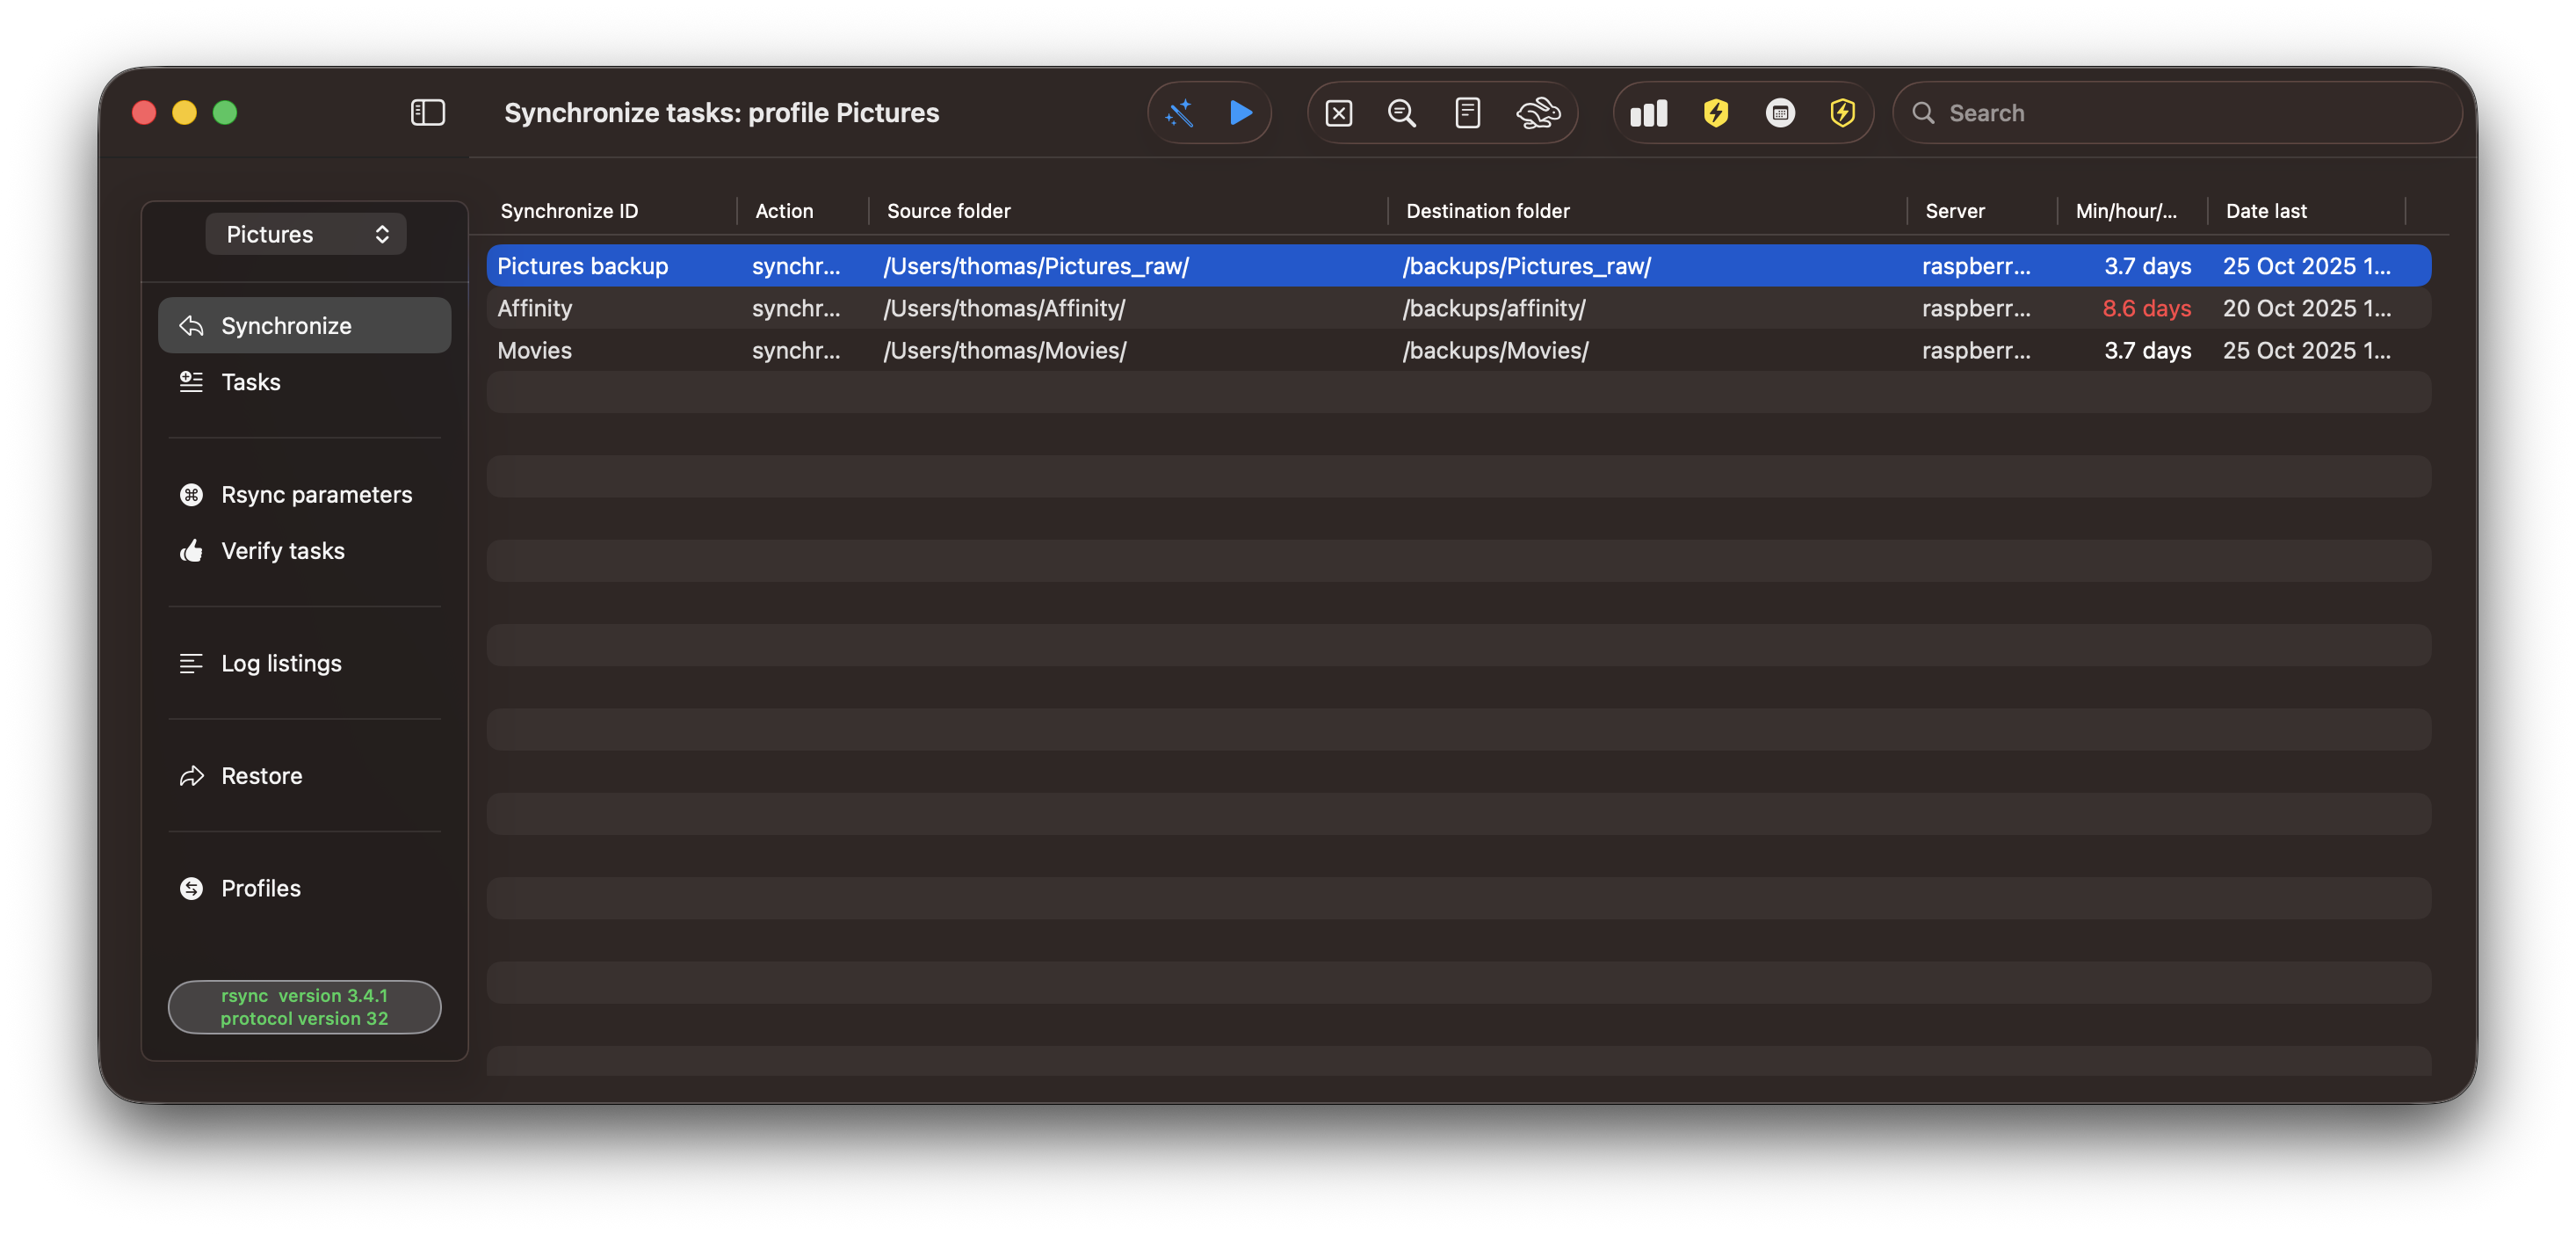 Synchronize tasks: profile Pictures
Search
Pictures
Synchronize
Tasks
Rsync parameters
Verify tasks
Log listings
Restore
Profiles
rsync  version 3.4.1
protocol version 32
Synchronize ID Action Source folder Destination folder Server Min/hour/... Date last
Pictures backup synchr... /Users/thomas/Pictures_raw/ /backups/Pictures_raw/ raspberr... 3.7 days 25 Oct 2025 1...
Affinity synchr... /Users/thomas/Affinity/ /backups/affinity/ raspberr... 8.6 days 20 Oct 2025 1...
Movies synchr... /Users/thomas/Movies/ /backups/Movies/ raspberr... 3.7 days 25 Oct 2025 1...